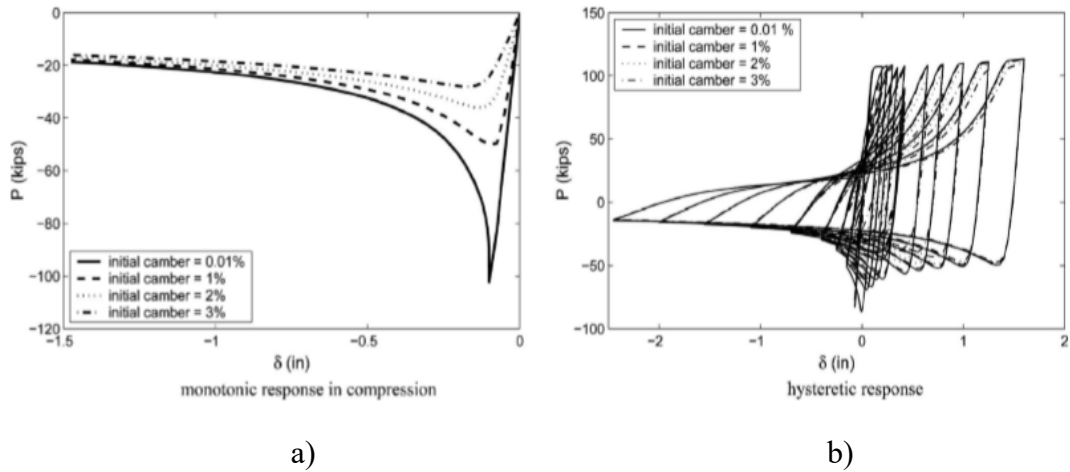 0
−20
−40
−60
−80
−100
−120
P (kips)
initial camber = 0.01%
initial camber = 1%
initial camber = 2%
initial camber = 3%
−1.5
−1
−0.5
0
δ (in)
monotonic response in compression
a)
150
100
50
0
−50
−100
P (kips)
initial camber = 0.01 %
initial camber = 1%
initial camber = 2%
initial camber = 3%
−2
−1
0
1
2
δ (in)
hysteretic response
b)